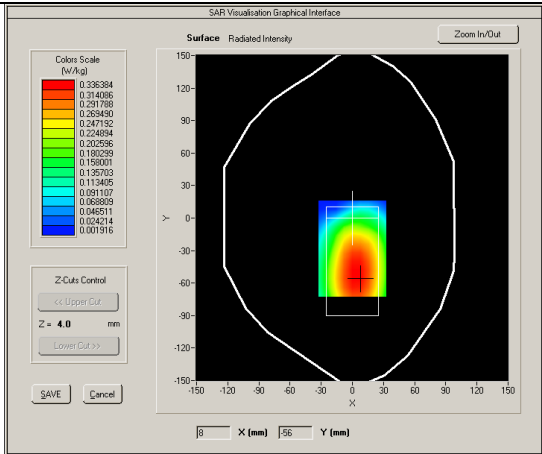 SAR Visualisation Graphical Interface
Surface Radiated Intensity
Zoom In/Out
Colors Scale
(W/kg)
0.336384
0.314086
0.291788
0.269490
0.247192
0.224894
0.202596
0.180299
0.158001
0.135703
0.113405
0.091107
0.068809
0.046511
0.024214
0.001916
Z-Cuts Control
<< Upper Cut
Z = 4.0 mm
Lower Cut >>
SAVE
Cancel
150
120
90
60
30
0
-30
-60
-90
-120
-150
Y
-150 -120 -90 -60 -30 0 30 60 90 120 150
X
8 X (mm) -56 Y (mm)